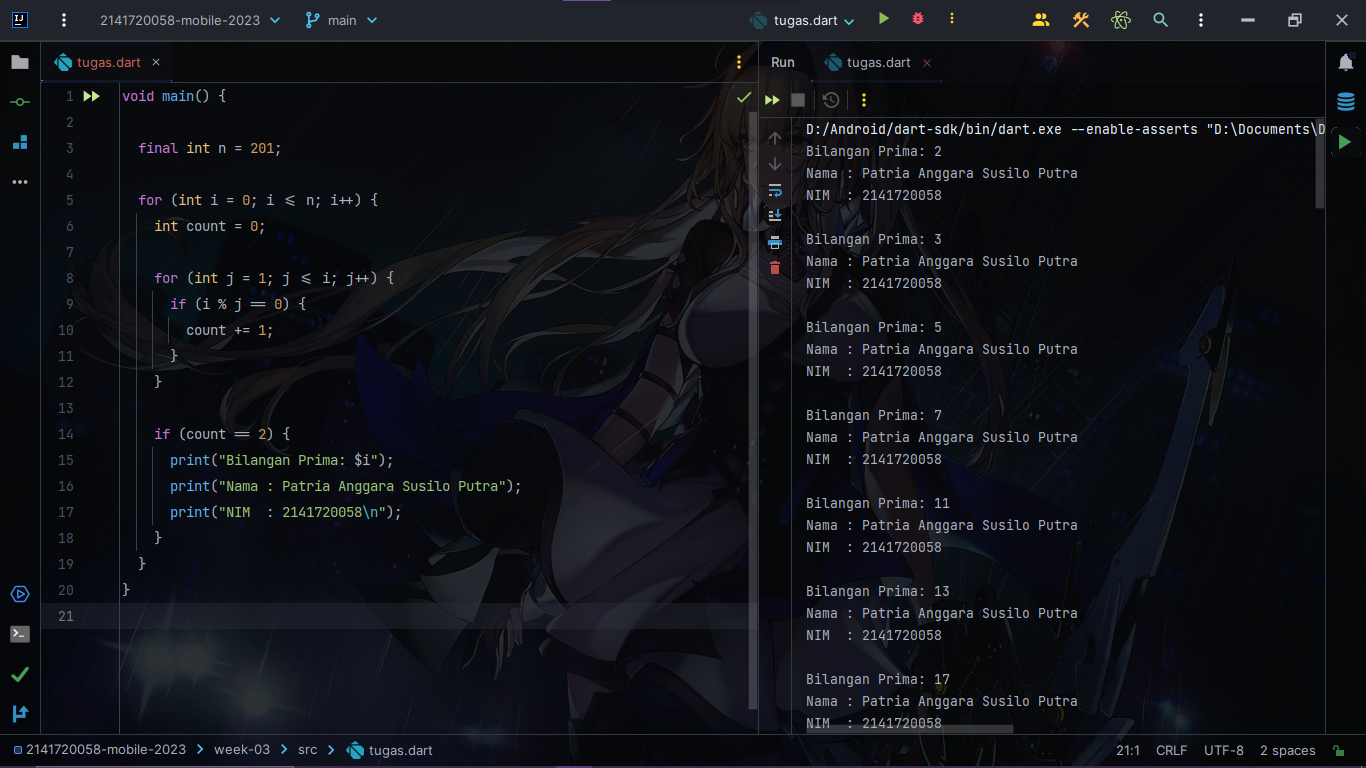 IJ
2141720058-mobile-2023
main
tugas.dart
tugas.dart
Run
tugas.dart
1 void main() {
2
3 final int n = 201;
4
5 for (int i = 0; i <= n; i++) {
6 int count = 0;
7
8 for (int j = 1; j <= i; j++) {
9 if (i % j == 0) {
10 count += 1;
11 }
12 }
13
14 if (count == 2) {
15 print("Bilangan Prima: $i");
16 print("Nama : Patria Anggara Susilo Putra");
17 print("NIM  : 2141720058\n");
18 }
19 }
20 }
21
D:/Android/dart-sdk/bin/dart.exe --enable-asserts "D:\Documents\D
Bilangan Prima: 2
Nama : Patria Anggara Susilo Putra
NIM  : 2141720058
Bilangan Prima: 3
Nama : Patria Anggara Susilo Putra
NIM  : 2141720058
Bilangan Prima: 5
Nama : Patria Anggara Susilo Putra
NIM  : 2141720058
Bilangan Prima: 7
Nama : Patria Anggara Susilo Putra
NIM  : 2141720058
Bilangan Prima: 11
Nama : Patria Anggara Susilo Putra
NIM  : 2141720058
Bilangan Prima: 13
Nama : Patria Anggara Susilo Putra
NIM  : 2141720058
Bilangan Prima: 17
Nama : Patria Anggara Susilo Putra
NIM  : 2141720058
2141720058-mobile-2023 > week-03 > src > tugas.dart
21:1 CRLF UTF-8 2 spaces